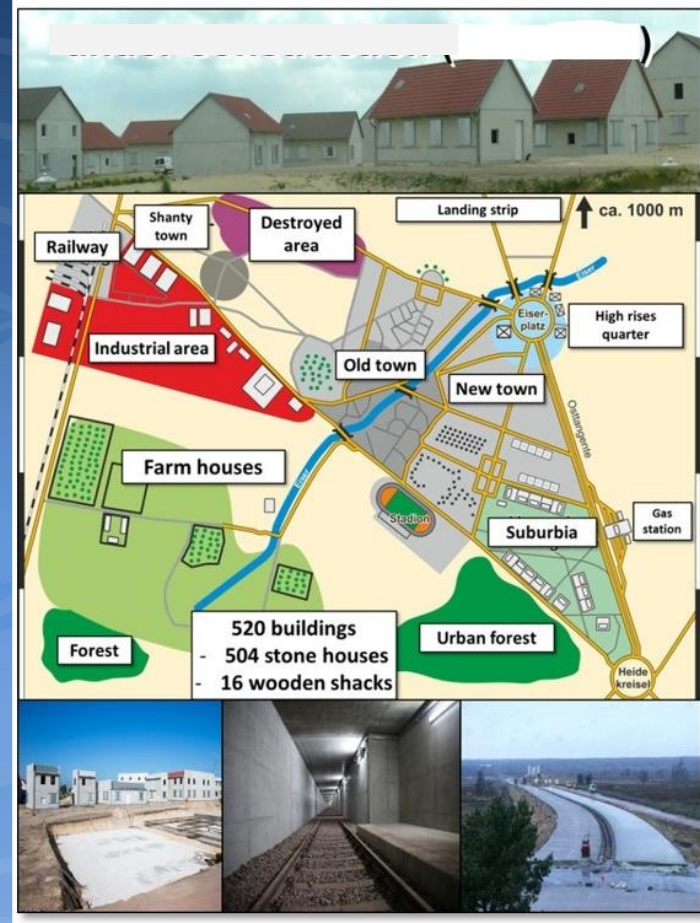 )
Landing strip
ca. 1000 m
Shanty
town
Destroyed
area
Railway
Eiser
Eiser-
platz
High rises
quarter
Industrial area
Old town
New town
Osttangente
Farm houses
Eiser
Stadion
Gas
station
Suburbia
520 buildings
- 504 stone houses
- 16 wooden shacks
Forest
Urban forest
Heide
kreisel